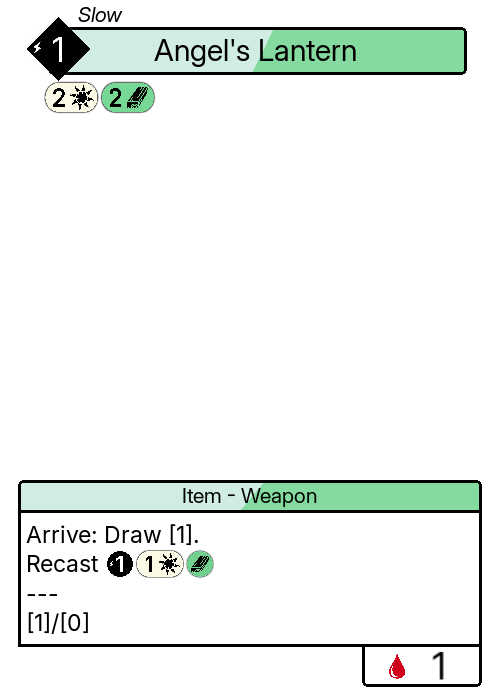 Slow
1 Angel's Lantern
2 2
Item - Weapon
Arrive: Draw [1].
Recast 1 1
---
[1]/[0]
1